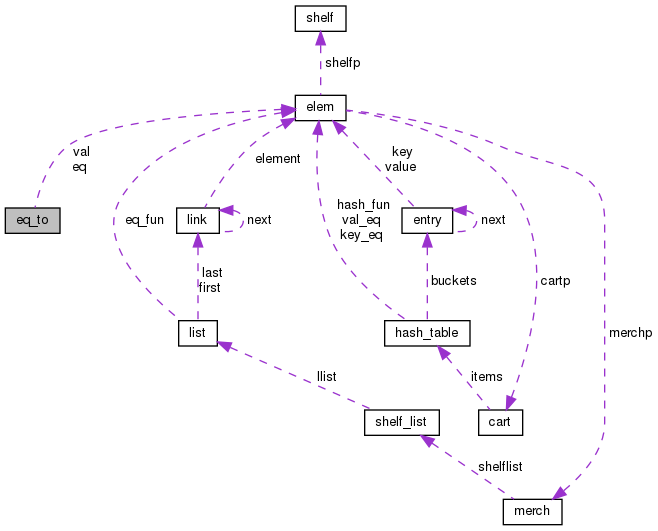 shelf
shelfp
elem
val
eq
element
key
value
eq_to
eq_fun
link
next
hash_fun
val_eq
key_eq
entry
next
last
first
buckets
cartp
list
hash_table
merchp
llist
items
shelf_list
cart
shelflist
merch